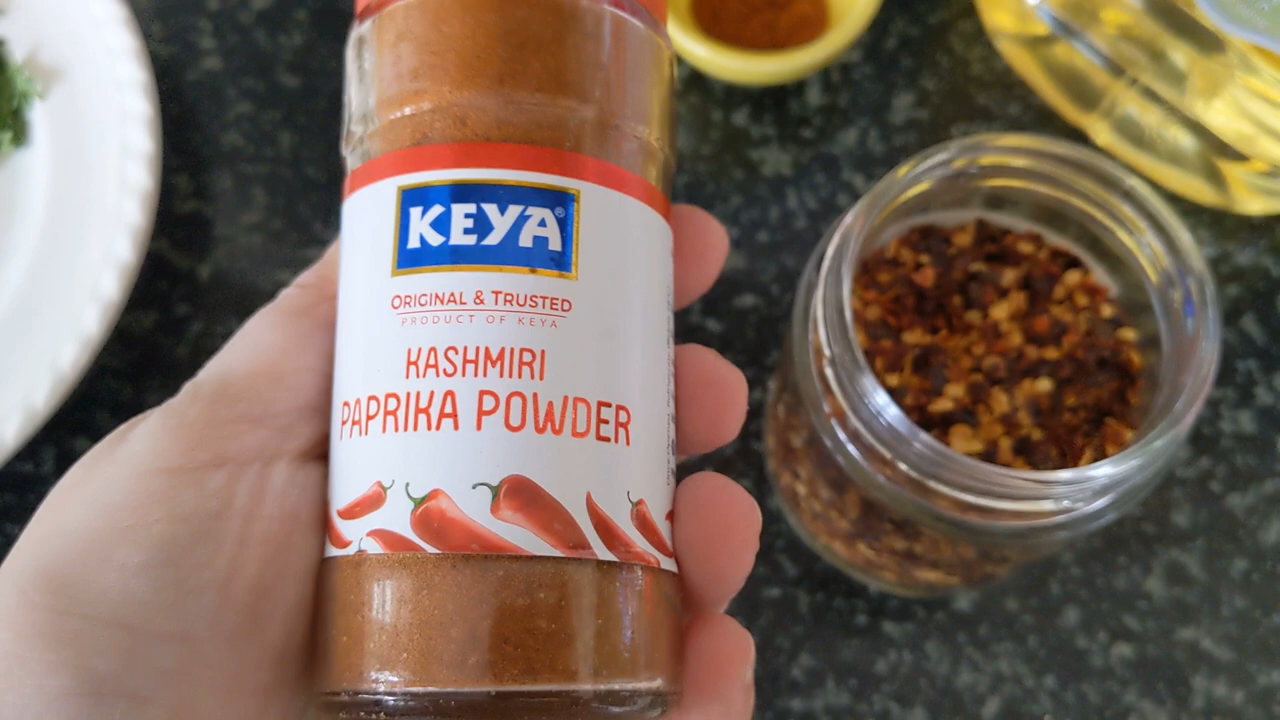 KEYA®
ORIGINAL & TRUSTED
PRODUCT OF KEYA
KASHMIRI
PAPRIKA POWDER